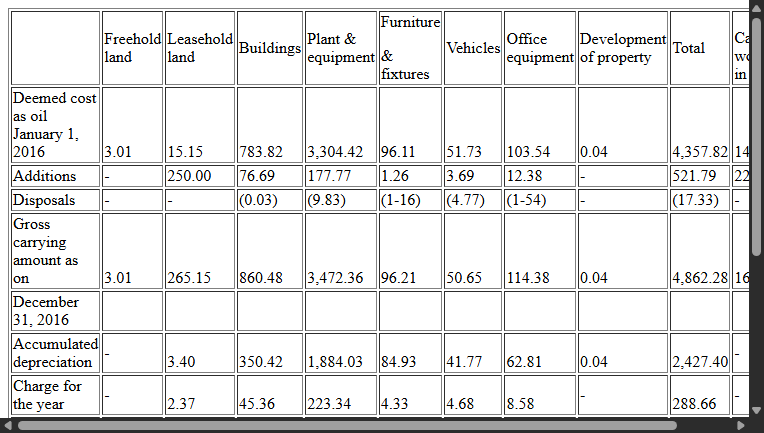 Freehold land | Leasehold land | Buildings | Plant & equipment | Furniture & fixtures | Vehicles | Office equipment | Development of property | Total | Ca wo in
Deemed cost as oil January 1, 2016 | 3.01 | 15.15 | 783.82 | 3,304.42 | 96.11 | 51.73 | 103.54 | 0.04 | 4,357.82 | 14
Additions | - | 250.00 | 76.69 | 177.77 | 1.26 | 3.69 | 12.38 | - | 521.79 | 22
Disposals | - | - | (0.03) | (9.83) | (1-16) | (4.77) | (1-54) | - | (17.33) | -
Gross carrying amount as on | 3.01 | 265.15 | 860.48 | 3,472.36 | 96.21 | 50.65 | 114.38 | 0.04 | 4,862.28 | 16
December 31, 2016
Accumulated depreciation | - | 3.40 | 350.42 | 1,884.03 | 84.93 | 41.77 | 62.81 | 0.04 | 2,427.40 | -
Charge for the year | - | 2.37 | 45.36 | 223.34 | 4.33 | 4.68 | 8.58 | - | 288.66 | -